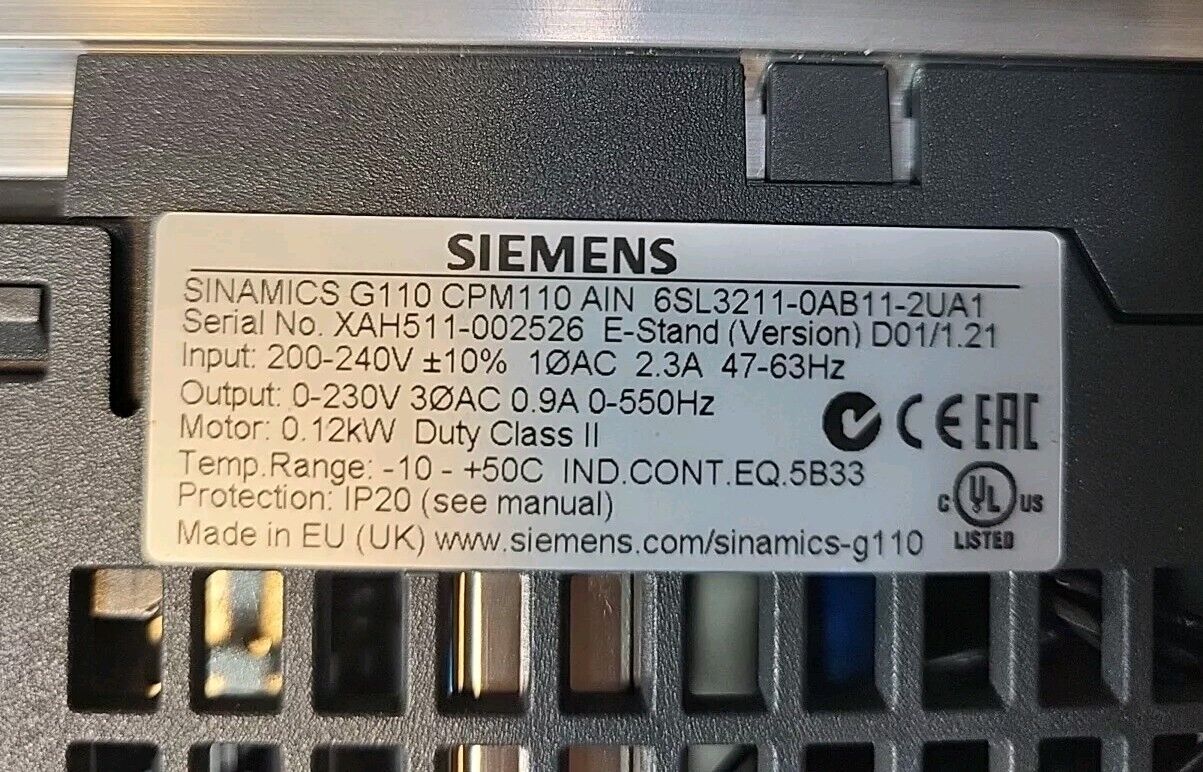 SIEMENS
SINAMICS G110 CPM110 AIN 6SL3211-0AB11-2UA1
Serial No. XAH511-002526 E-Stand (Version) D01/1.21
Input: 200-240V ±10% 1ØAC 2.3A 47-63Hz
Output: 0-230V 3ØAC 0.9A 0-550Hz
Motor: 0.12kW Duty Class II
Temp.Range: -10 - +50C IND.CONT.EQ.5B33
Protection: IP20 (see manual)
Made in EU (UK) www.siemens.com/sinamics-g110
CE EAC
C UL US
LISTED